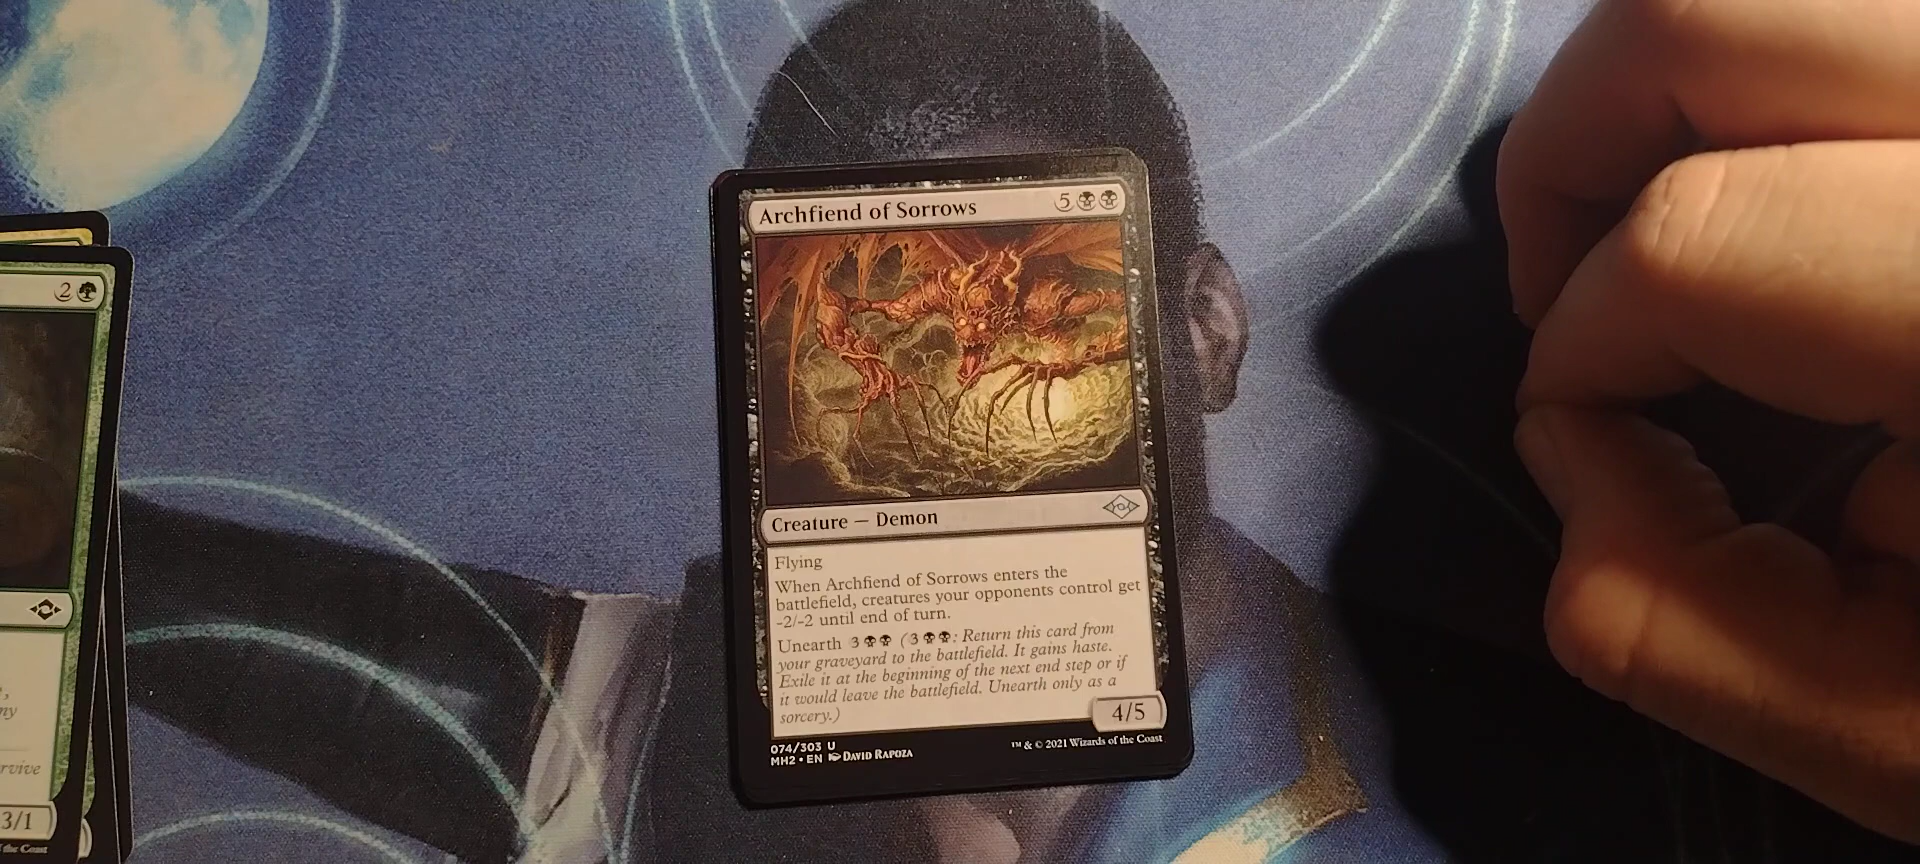 Archfiend of Sorrows 5
Creature — Demon
Flying
When Archfiend of Sorrows enters the
battlefield, creatures your opponents control get
-2/-2 until end of turn.
Unearth 3 (3: Return this card from
your graveyard to the battlefield. It gains haste.
Exile it at the beginning of the next end step or if
it would leave the battlefield. Unearth only as a
sorcery.)
4/5
074/303 U
MH2 • EN David Rapoza
™ & © 2021 Wizards of the Coast
2
3/1
the Coast